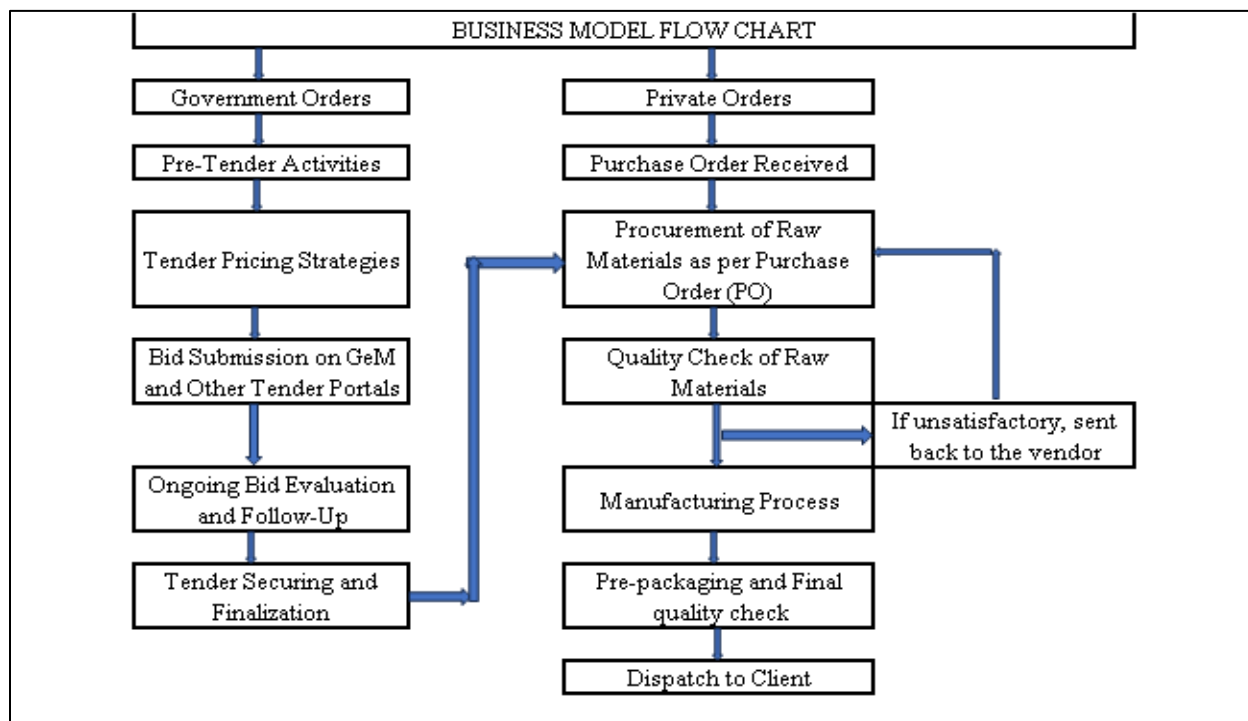 BUSINESS MODEL FLOW CHART
Government Orders
Pre-Tender Activities
Tender Pricing Strategies
Bid Submission on GeM
and Other Tender Portals
Ongoing Bid Evaluation
and Follow-Up
Tender Securing and
Finalization
Private Orders
Purchase Order Received
Procurement of Raw
Materials as per Purchase
Order (PO)
Quality Check of Raw
Materials
If unsatisfactory, sent
back to the vendor
Manufacturing Process
Pre-packaging and Final
quality check
Dispatch to Client